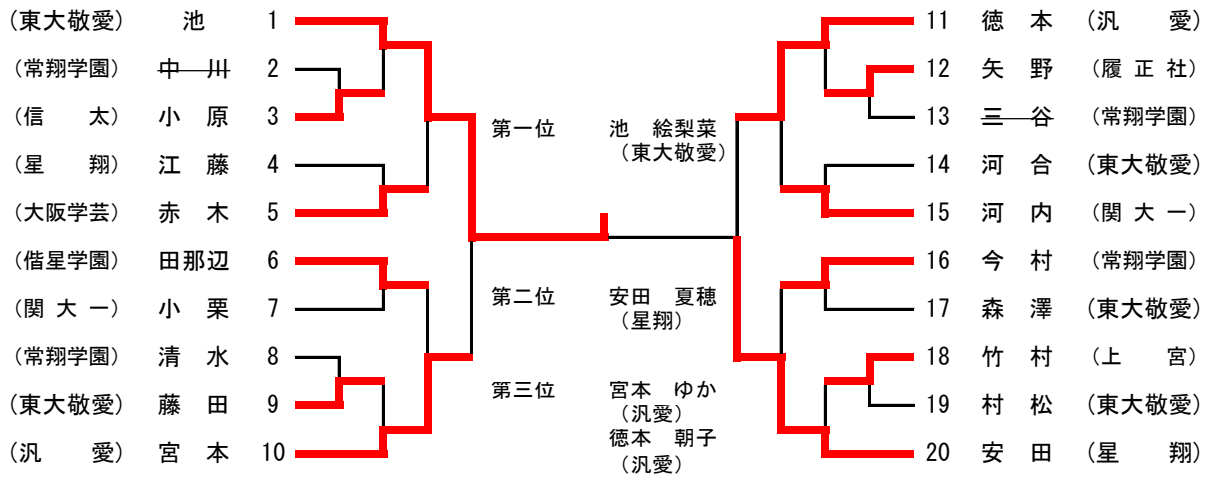 (東大敬愛) 池 1
(常翔学園) 中 川 2
(信 太) 小 原 3
(星 翔) 江 藤 4
(大阪学芸) 赤 木 5
(偕星学園) 田那辺 6
(関 大 一) 小 栗 7
(常翔学園) 清 水 8
(東大敬愛) 藤 田 9
(汎 愛) 宮 本 10
第一位 池 絵梨菜
(東大敬愛)
第二位 安田 夏穂
(星翔)
第三位 宮本 ゆか
(汎愛)
徳本 朝子
(汎愛)
11 徳 本 (汎 愛)
12 矢 野 (履 正 社)
13 三 谷 (常翔学園)
14 河 合 (東大敬愛)
15 河 内 (関 大 一)
16 今 村 (常翔学園)
17 森 澤 (東大敬愛)
18 竹 村 (上 宮)
19 村 松 (東大敬愛)
20 安 田 (星 翔)